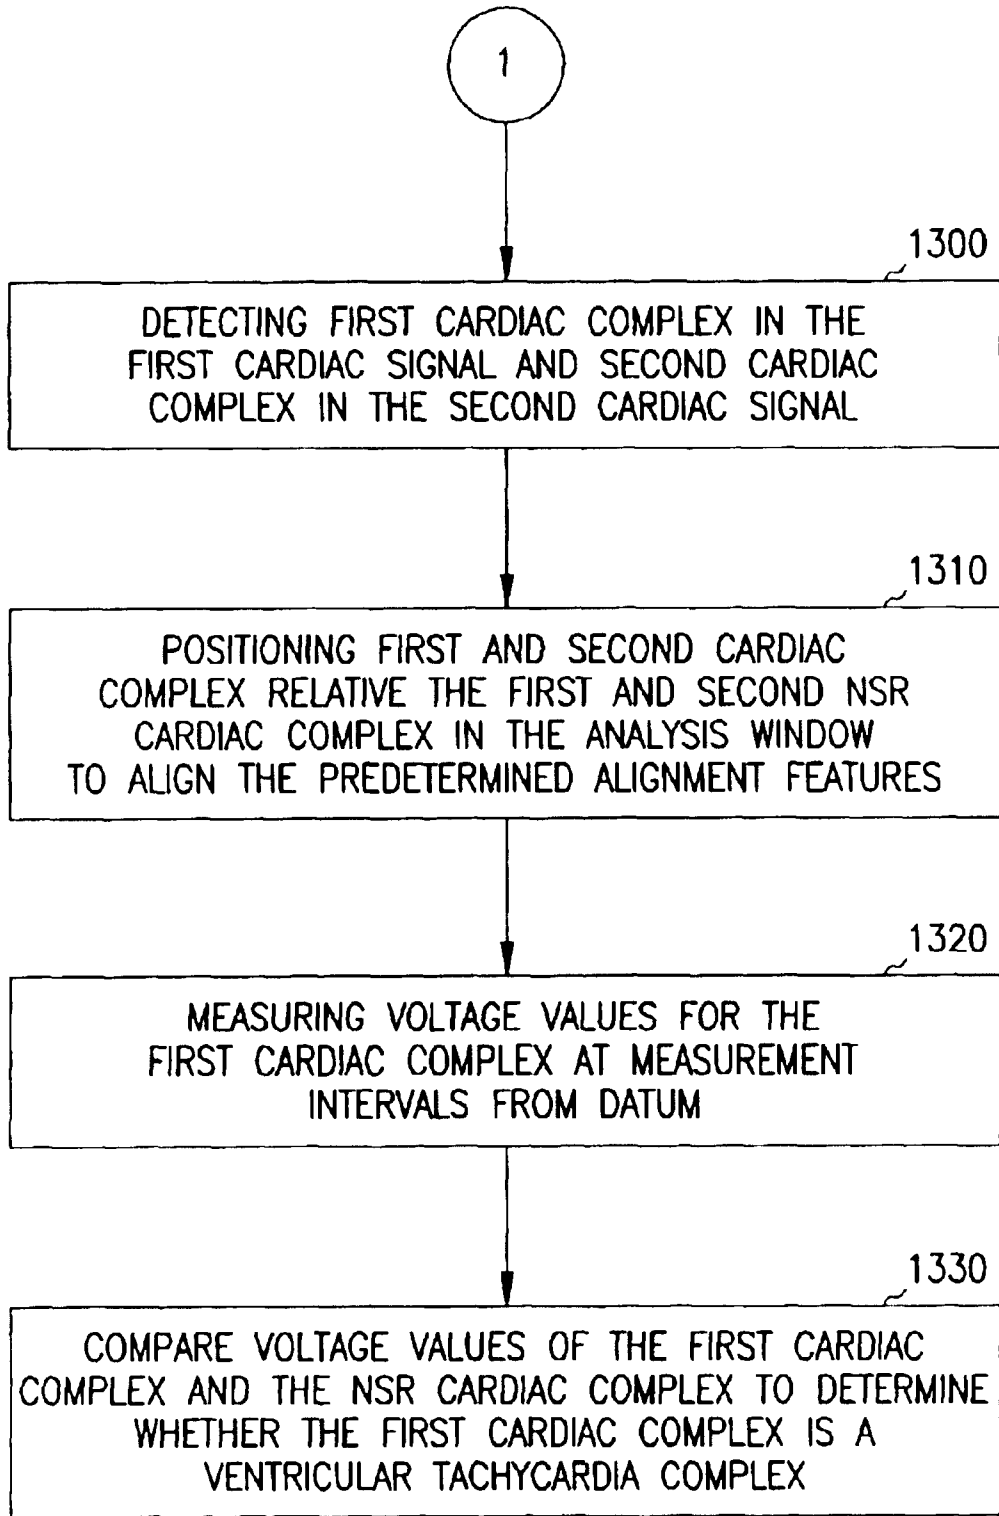 1
1300
DETECTING FIRST CARDIAC COMPLEX IN THE
FIRST CARDIAC SIGNAL AND SECOND CARDIAC
COMPLEX IN THE SECOND CARDIAC SIGNAL
1310
POSITIONING FIRST AND SECOND CARDIAC
COMPLEX RELATIVE THE FIRST AND SECOND NSR
CARDIAC COMPLEX IN THE ANALYSIS WINDOW
TO ALIGN THE PREDETERMINED ALIGNMENT FEATURES
1320
MEASURING VOLTAGE VALUES FOR THE
FIRST CARDIAC COMPLEX AT MEASUREMENT
INTERVALS FROM DATUM
1330
COMPARE VOLTAGE VALUES OF THE FIRST CARDIAC
COMPLEX AND THE NSR CARDIAC COMPLEX TO DETERMINE
WHETHER THE FIRST CARDIAC COMPLEX IS A
VENTRICULAR TACHYCARDIA COMPLEX